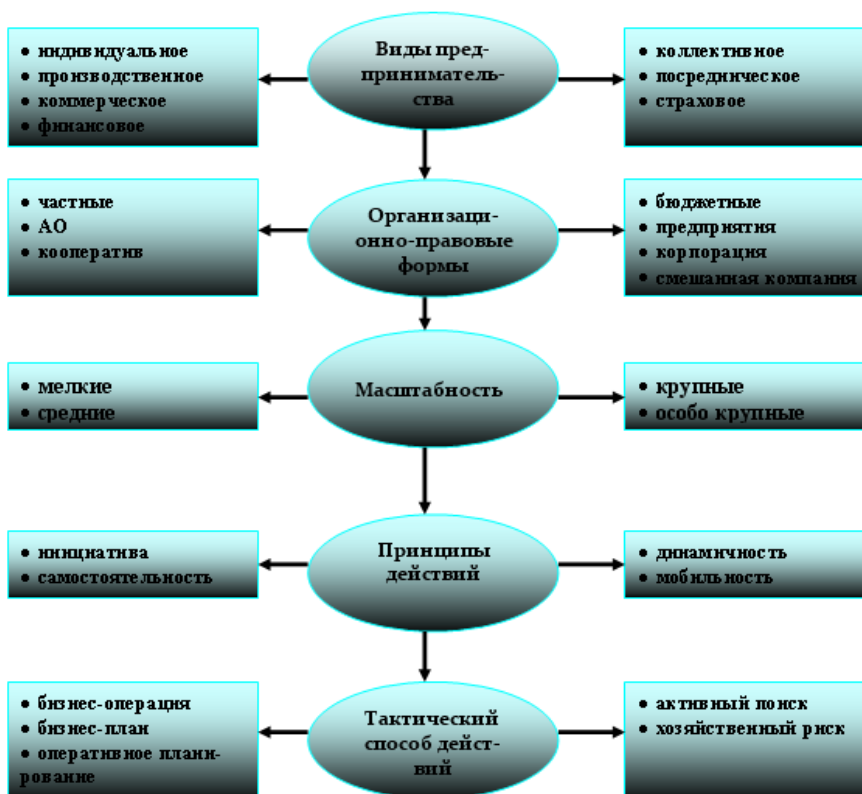 • индивидуальное
• производственное
• коммерческое
• финансовое
Виды пред-
приниматель-
ства
• коллективное
• посредническое
• страховое
• частные
• АО
• кооператив
Организаци-
онно-правовые
формы
• бюджетные
• предприятия
• корпорация
• смешанная компания
• мелкие
• средние
Масштабность
• крупные
• особо крупные
• инициатива
• самостоятельность
Принципы
действий
• динамичность
• мобильность
• бизнес-операция
• бизнес-план
• оперативное плани-
рование
Тактический
способ дейст-
вий
• активный поиск
• хозяйственный риск